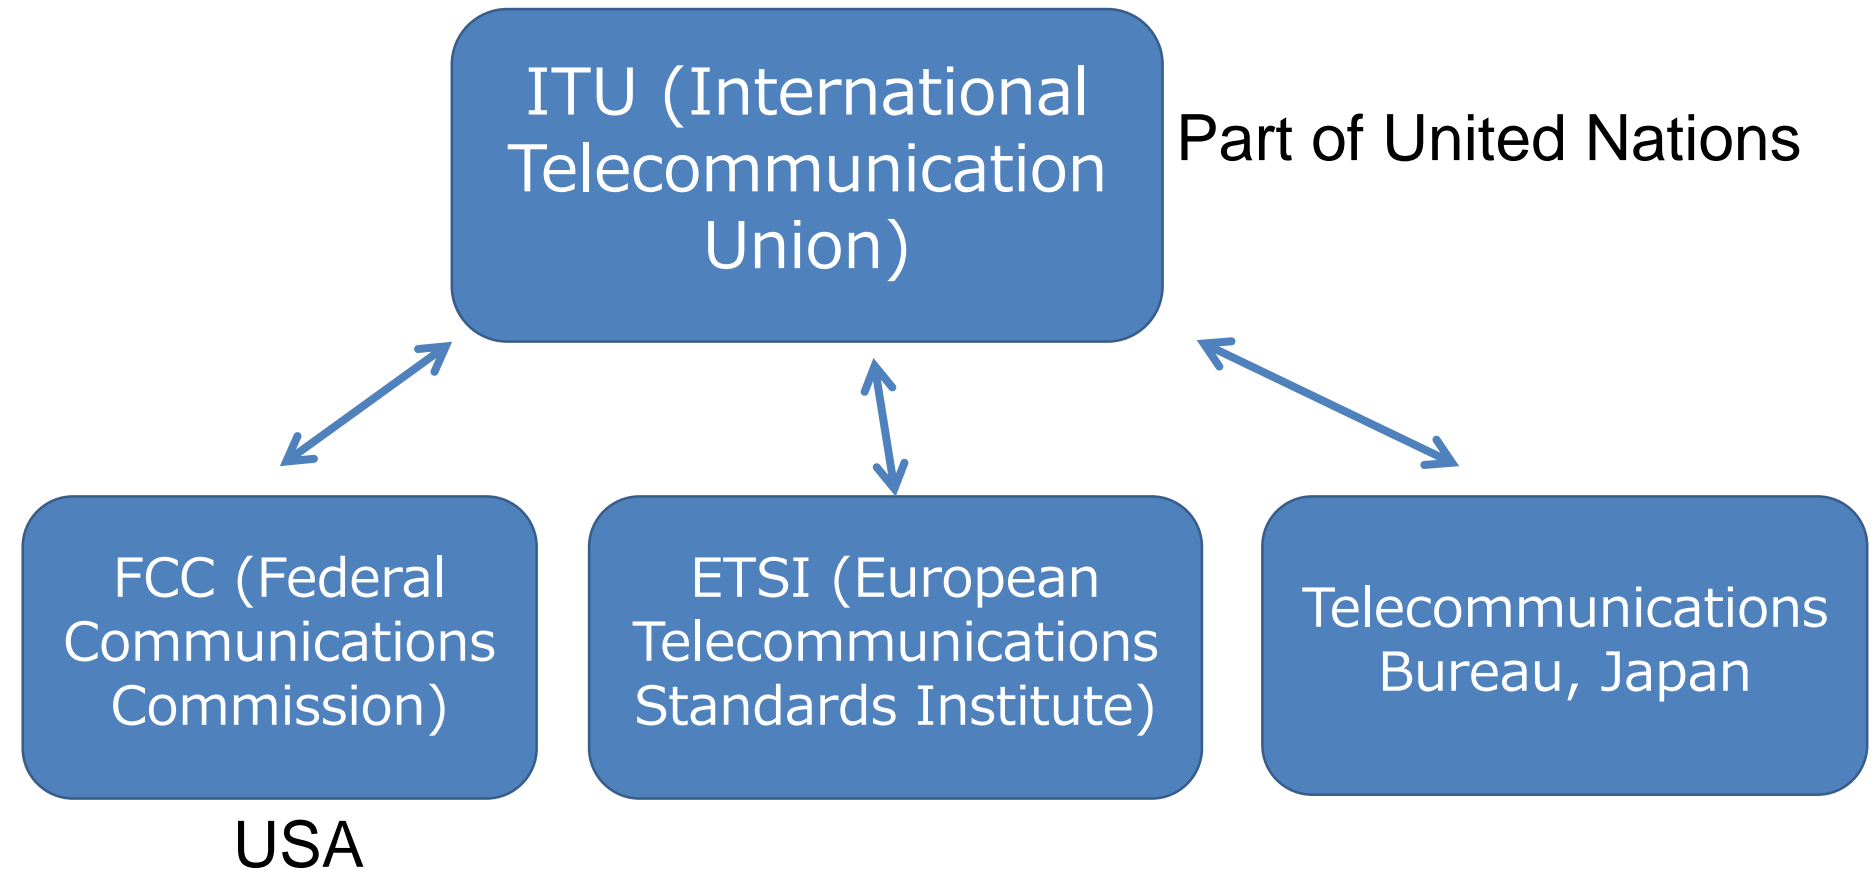 ITU (International
Telecommunication
Union)
Part of United Nations
FCC (Federal
Communications
Commission)
ETSI (European
Telecommunications
Standards Institute)
Telecommunications
Bureau, Japan
USA